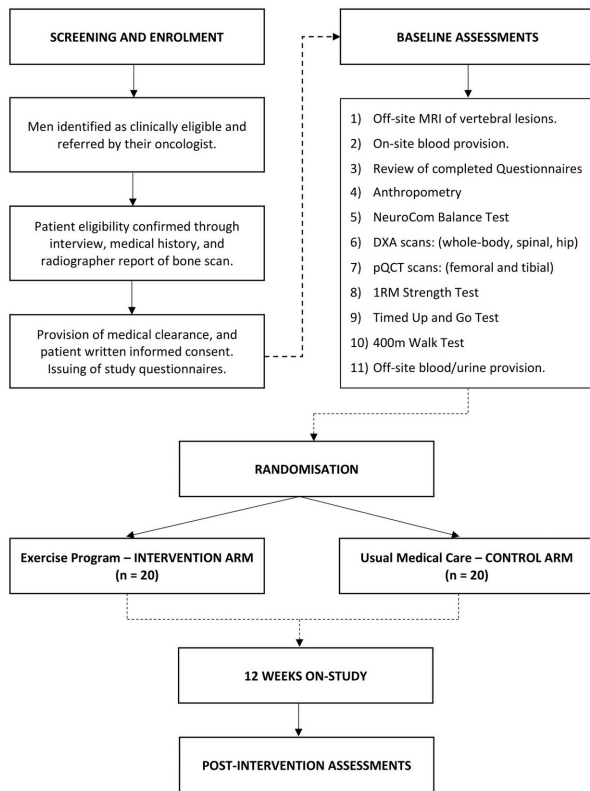 SCREENING AND ENROLMENT
Men identified as clinically eligible and
referred by their oncologist.
Patient eligibility confirmed through
interview, medical history, and
radiographer report of bone scan.
Provision of medical clearance, and
patient written informed consent.
Issuing of study questionnaires.
BASELINE ASSESSMENTS
1) Off-site MRI of vertebral lesions.
2) On-site blood provision.
3) Review of completed Questionnaires
4) Anthropometry
5) NeuroCom Balance Test
6) DXA scans: (whole-body, spinal, hip)
7) pQCT scans: (femoral and tibial)
8) 1RM Strength Test
9) Timed Up and Go Test
10) 400m Walk Test
11) Off-site blood/urine provision.
RANDOMISATION
Exercise Program – INTERVENTION ARM
(n = 20)
Usual Medical Care – CONTROL ARM
(n = 20)
12 WEEKS ON-STUDY
POST-INTERVENTION ASSESSMENTS